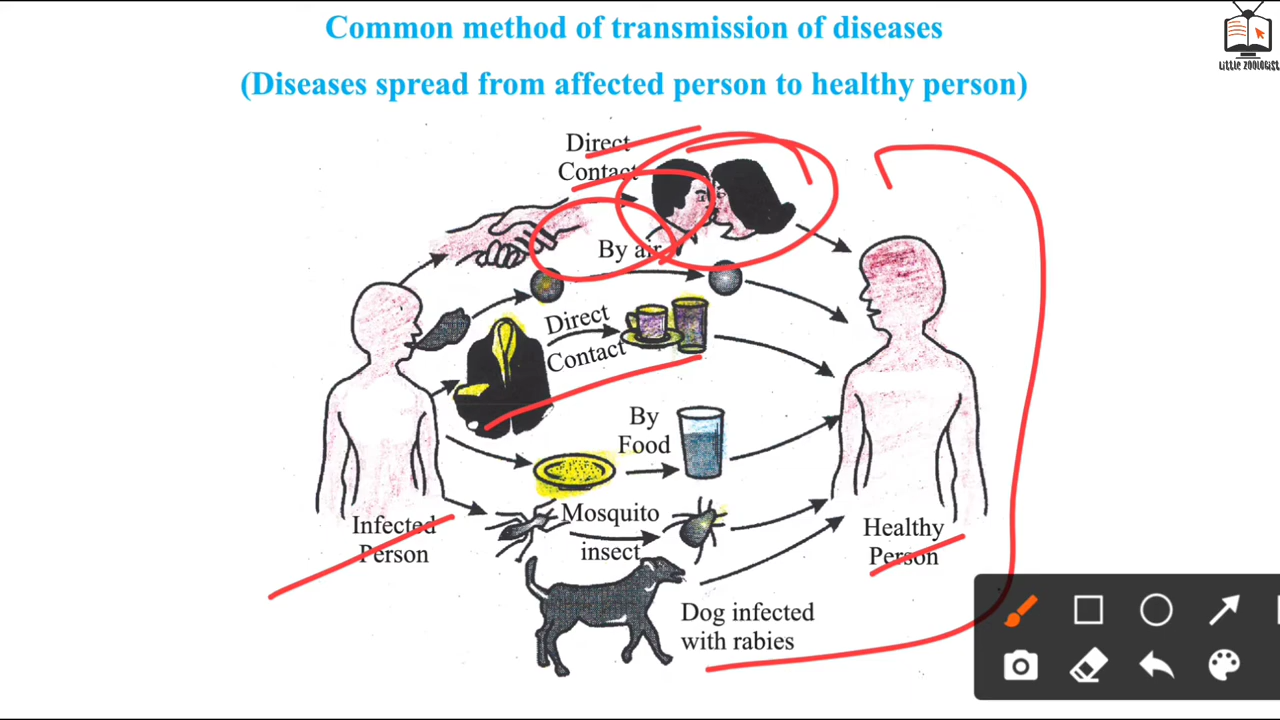 Common method of transmission of diseases
(Diseases spread from affected person to healthy person)
LITTLE ZOOLOGIST
Direct
Contact
By air
Direct
Contact
By
Food
Mosquito
insect
Infected
Person
Healthy
Person
Dog infected
with rabies